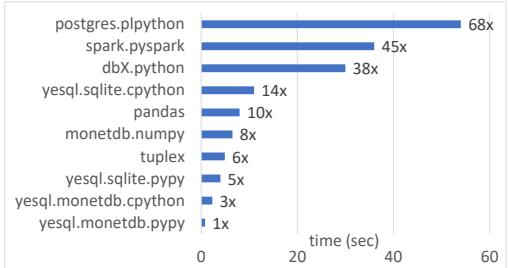 postgres.plpython 68x
spark.pyspark 45x
dbX.python 38x
yesql.sqlite.cpython 14x
pandas 10x
monetdb.numpy 8x
tuplex 6x
yesql.sqlite.pypy 5x
yesql.monetdb.cpython 3x
yesql.monetdb.pypy 1x
time (sec)
0 20 40 60